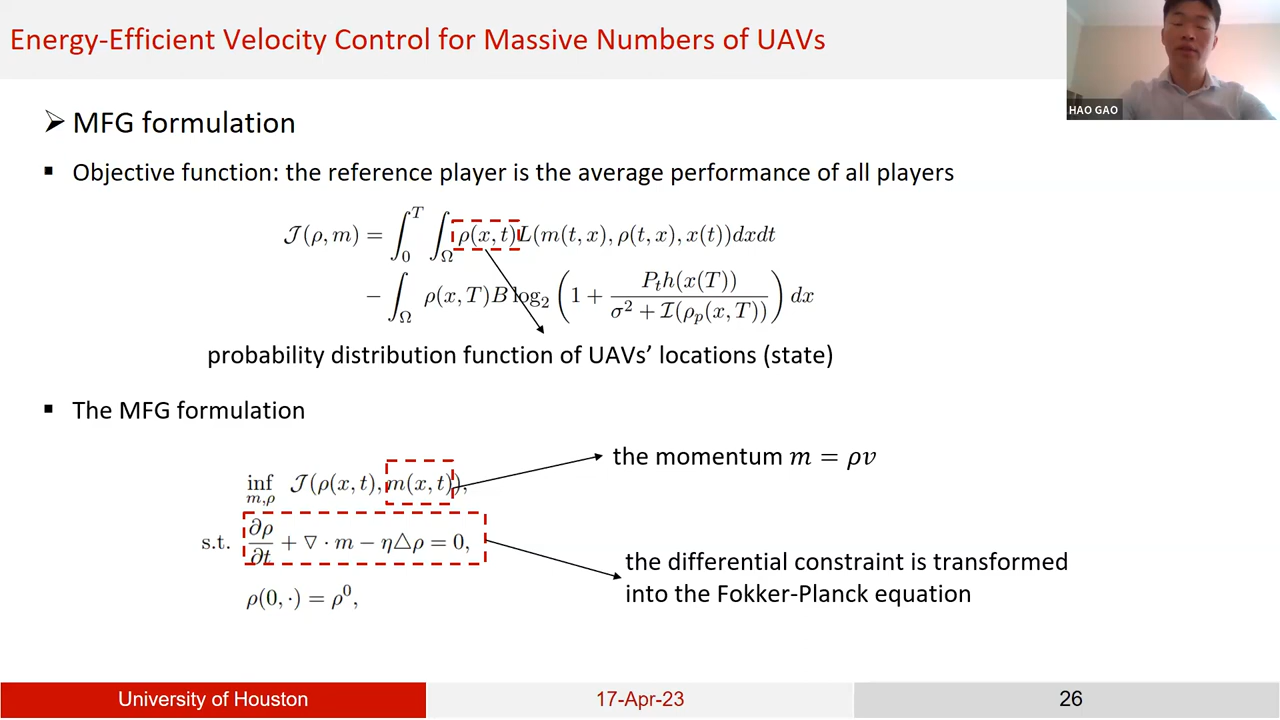 Energy-Efficient Velocity Control for Massive Numbers of UAVs
HAO GAO
➢ MFG formulation
▪ Objective function: the reference player is the average performance of all players
𝒥(ρ, m) = ∫₀ᵀ ∫_Ω ρ(x, t)L(m(t, x), ρ(t, x), x(t))dxdt
− ∫_Ω ρ(x, T)B log₂ (1 + P_t h(x(T)) / (σ² + ℐ(ρ_p(x, T)))) dx
probability distribution function of UAVs’ locations (state)
▪ The MFG formulation
the momentum m = ρv
inf_{m,ρ} 𝒥(ρ(x, t), m(x, t)),
s.t. ∂ρ/∂t + ▽ · m − η△ρ = 0,
the differential constraint is transformed
into the Fokker-Planck equation
ρ(0, ·) = ρ⁰,
University of Houston
17-Apr-23
26